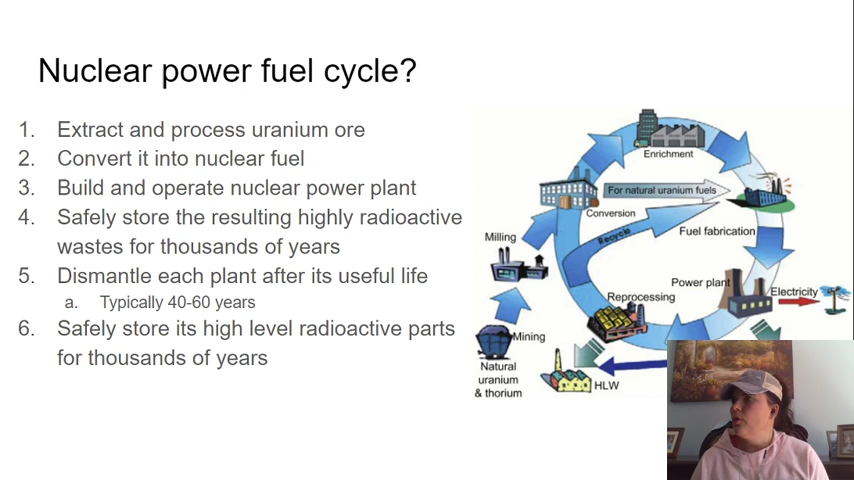 Nuclear power fuel cycle?
1. Extract and process uranium ore
2. Convert it into nuclear fuel
3. Build and operate nuclear power plant
4. Safely store the resulting highly radioactive
wastes for thousands of years
5. Dismantle each plant after its useful life
a. Typically 40-60 years
6. Safely store its high level radioactive parts
for thousands of years
Enrichment
For natural uranium fuels
Conversion
Recycle
Fuel fabrication
Milling
Power plant
Electricity
Reprocessing
Mining
Natural
uranium
& thorium
HLW